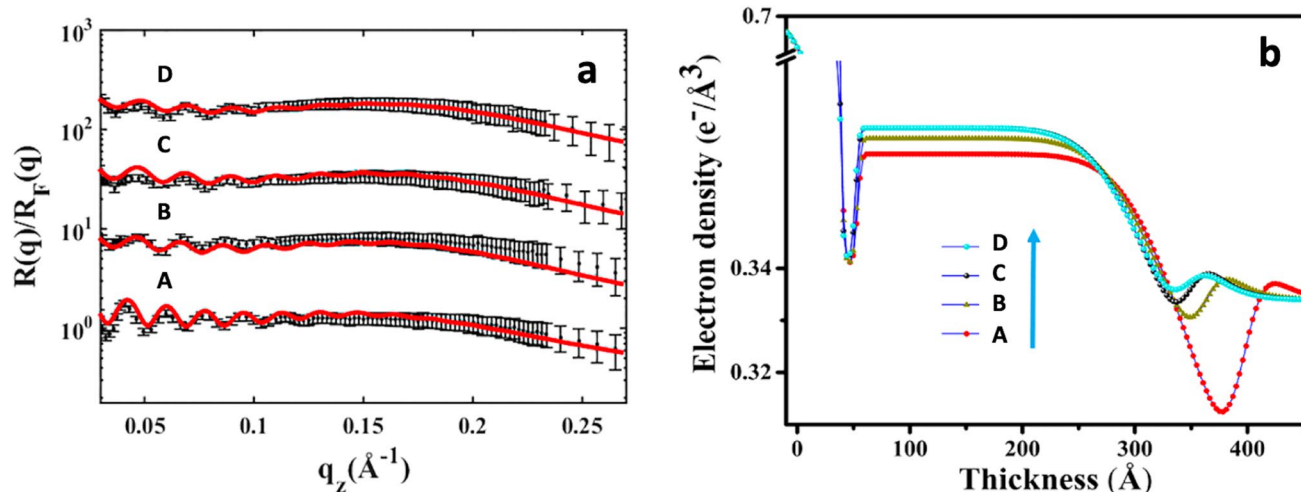 a
R(q)/R_F(q)
10³
10²
10¹
10⁰
D
C
B
A
0.05 0.1 0.15 0.2 0.25
q_z(Å⁻¹)
b
Electron density (e⁻/Å³)
0.7
0.34
0.32
D
C
B
A
0 100 200 300 400
Thickness (Å)